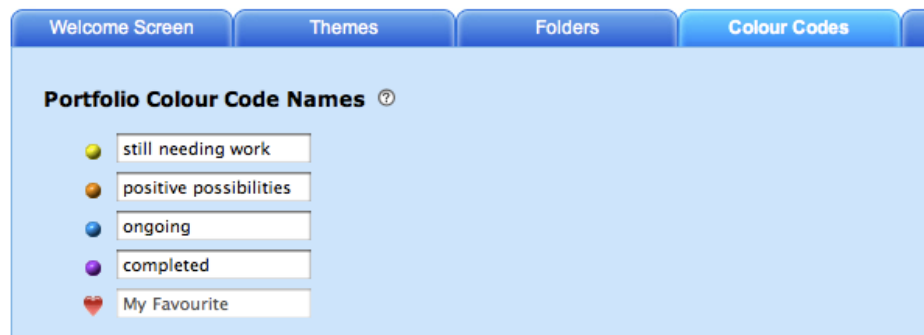 Welcome Screen Themes Folders Colour Codes
Portfolio Colour Code Names ?
still needing work
positive possibilities
ongoing
completed
My Favourite